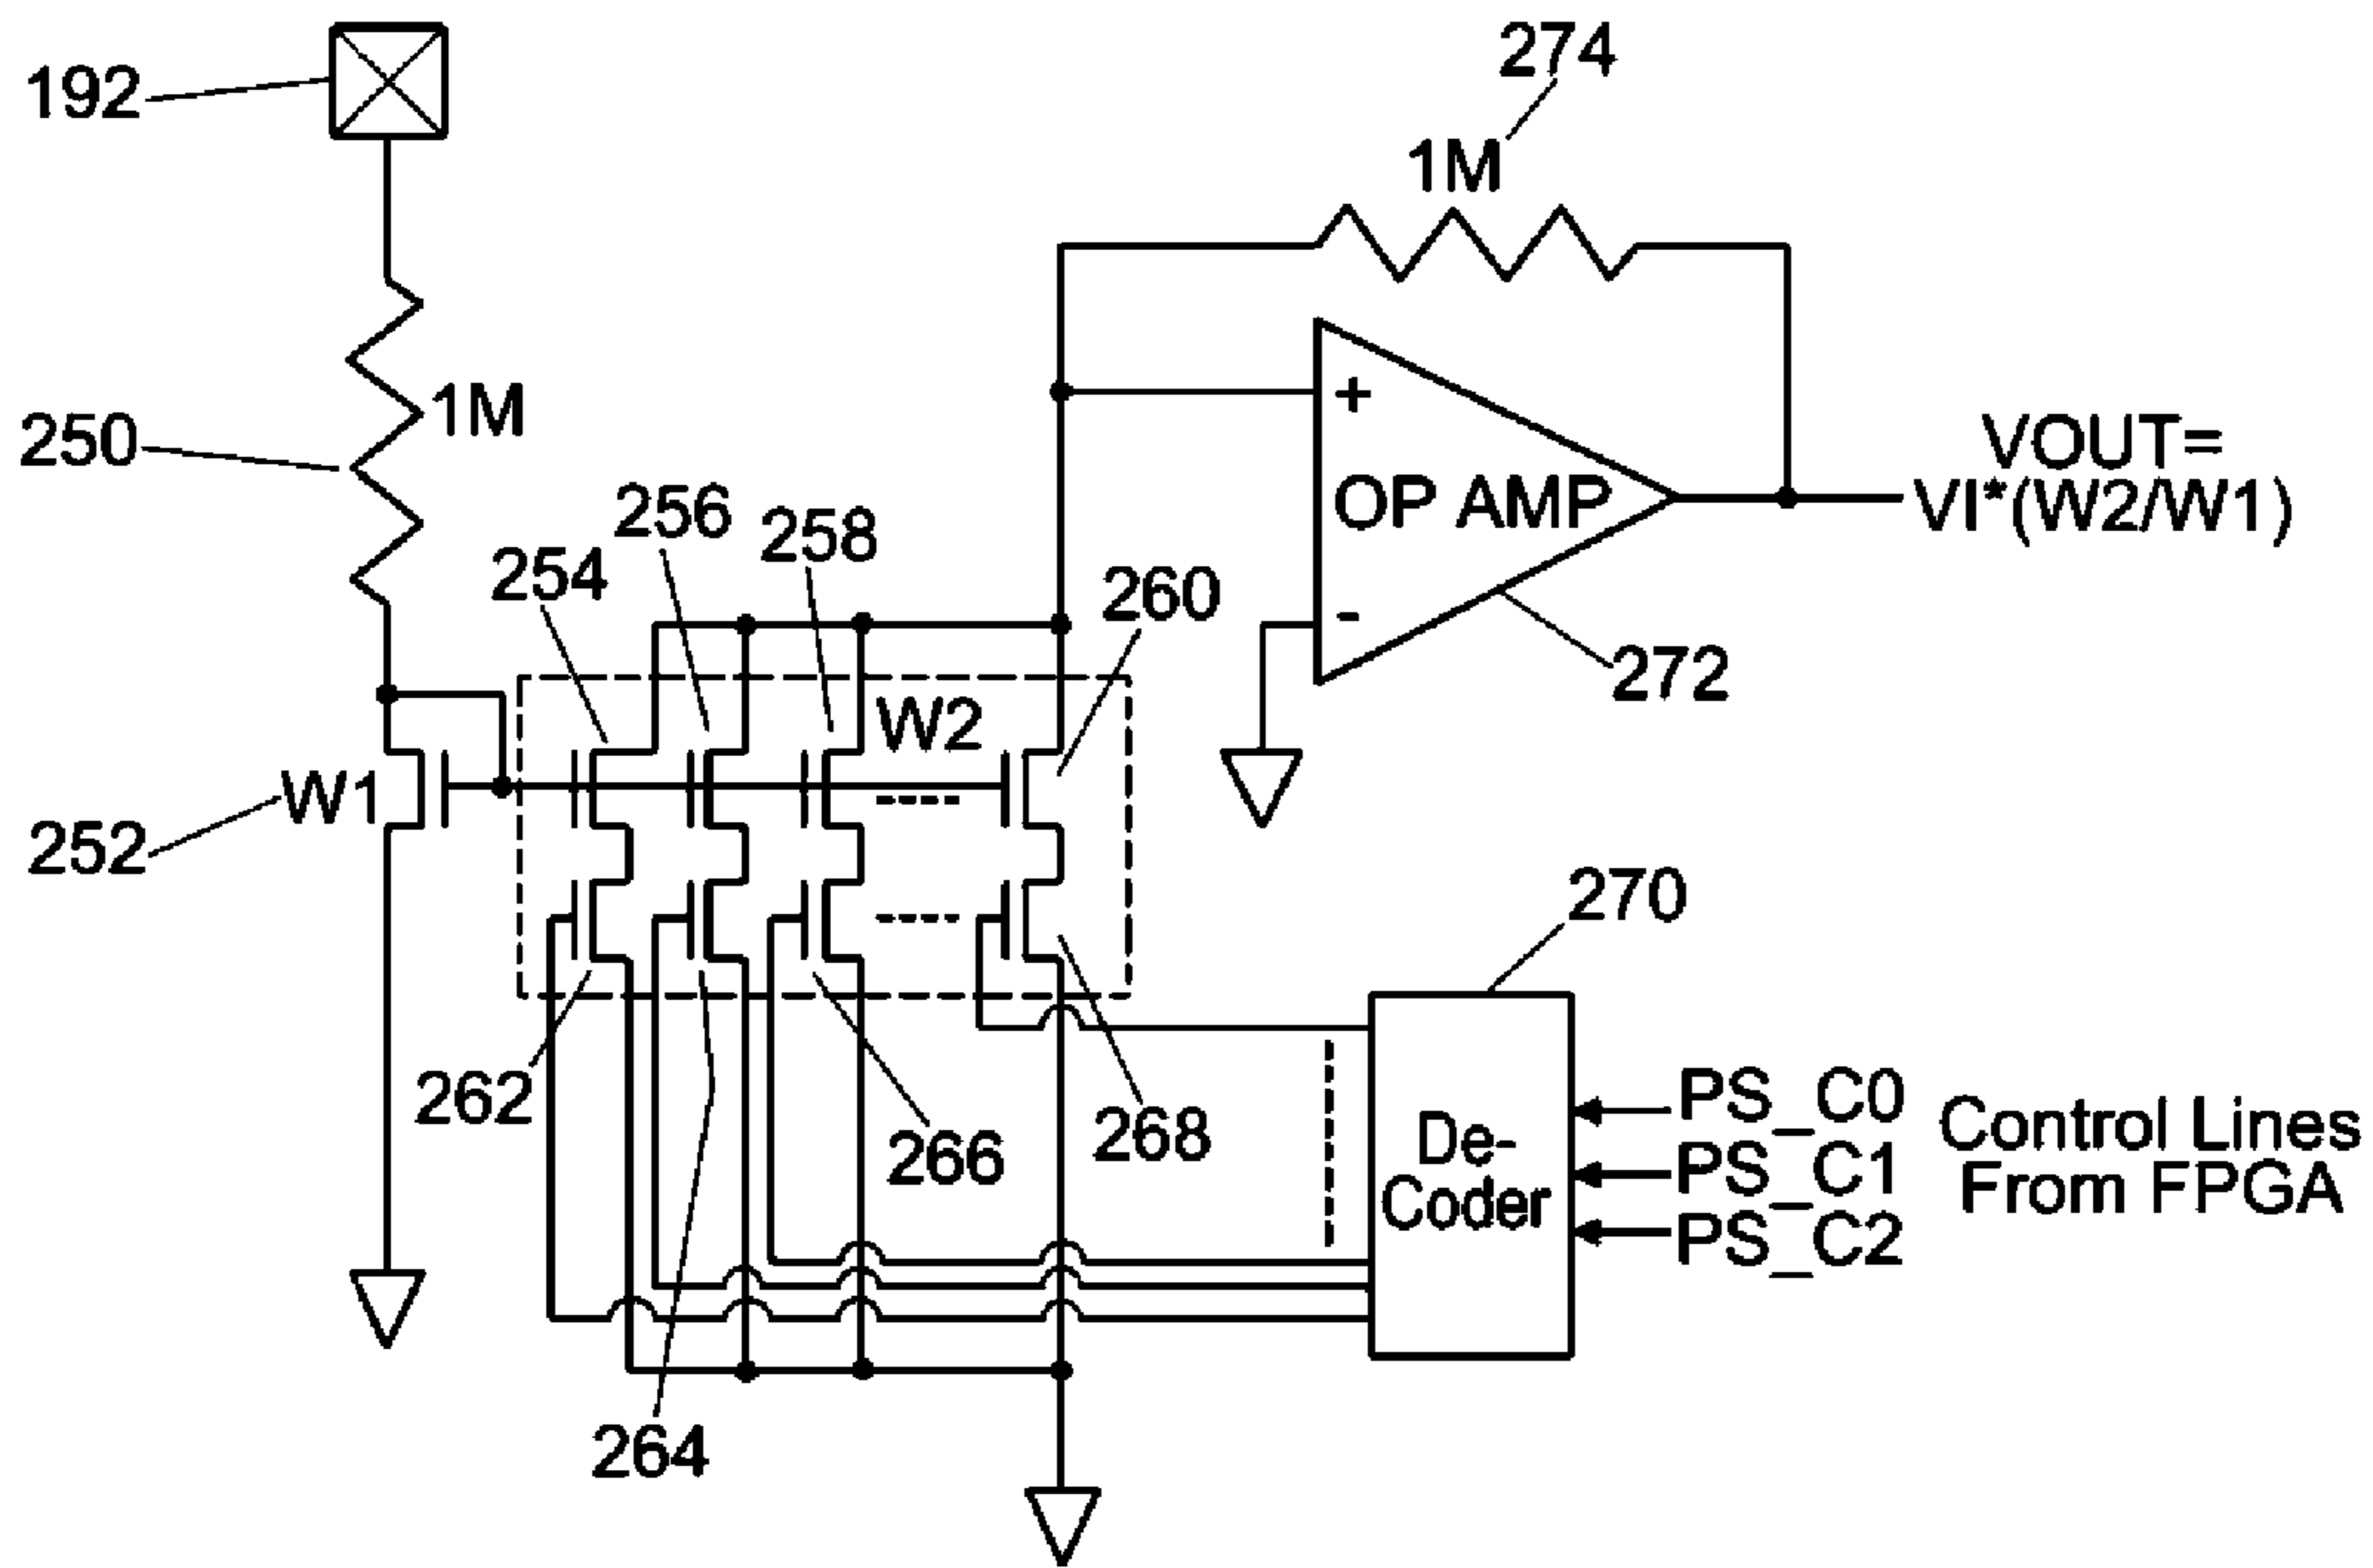 274
192
1M
1M
250
VOUT=
VI*(W2/W1)
256
258
254
OP AMP
+
-
260
272
W2
W1
252
270
262
266
268
264
De-
Coder
PS_C0
PS_C1
PS_C2
Control Lines
From FPGA